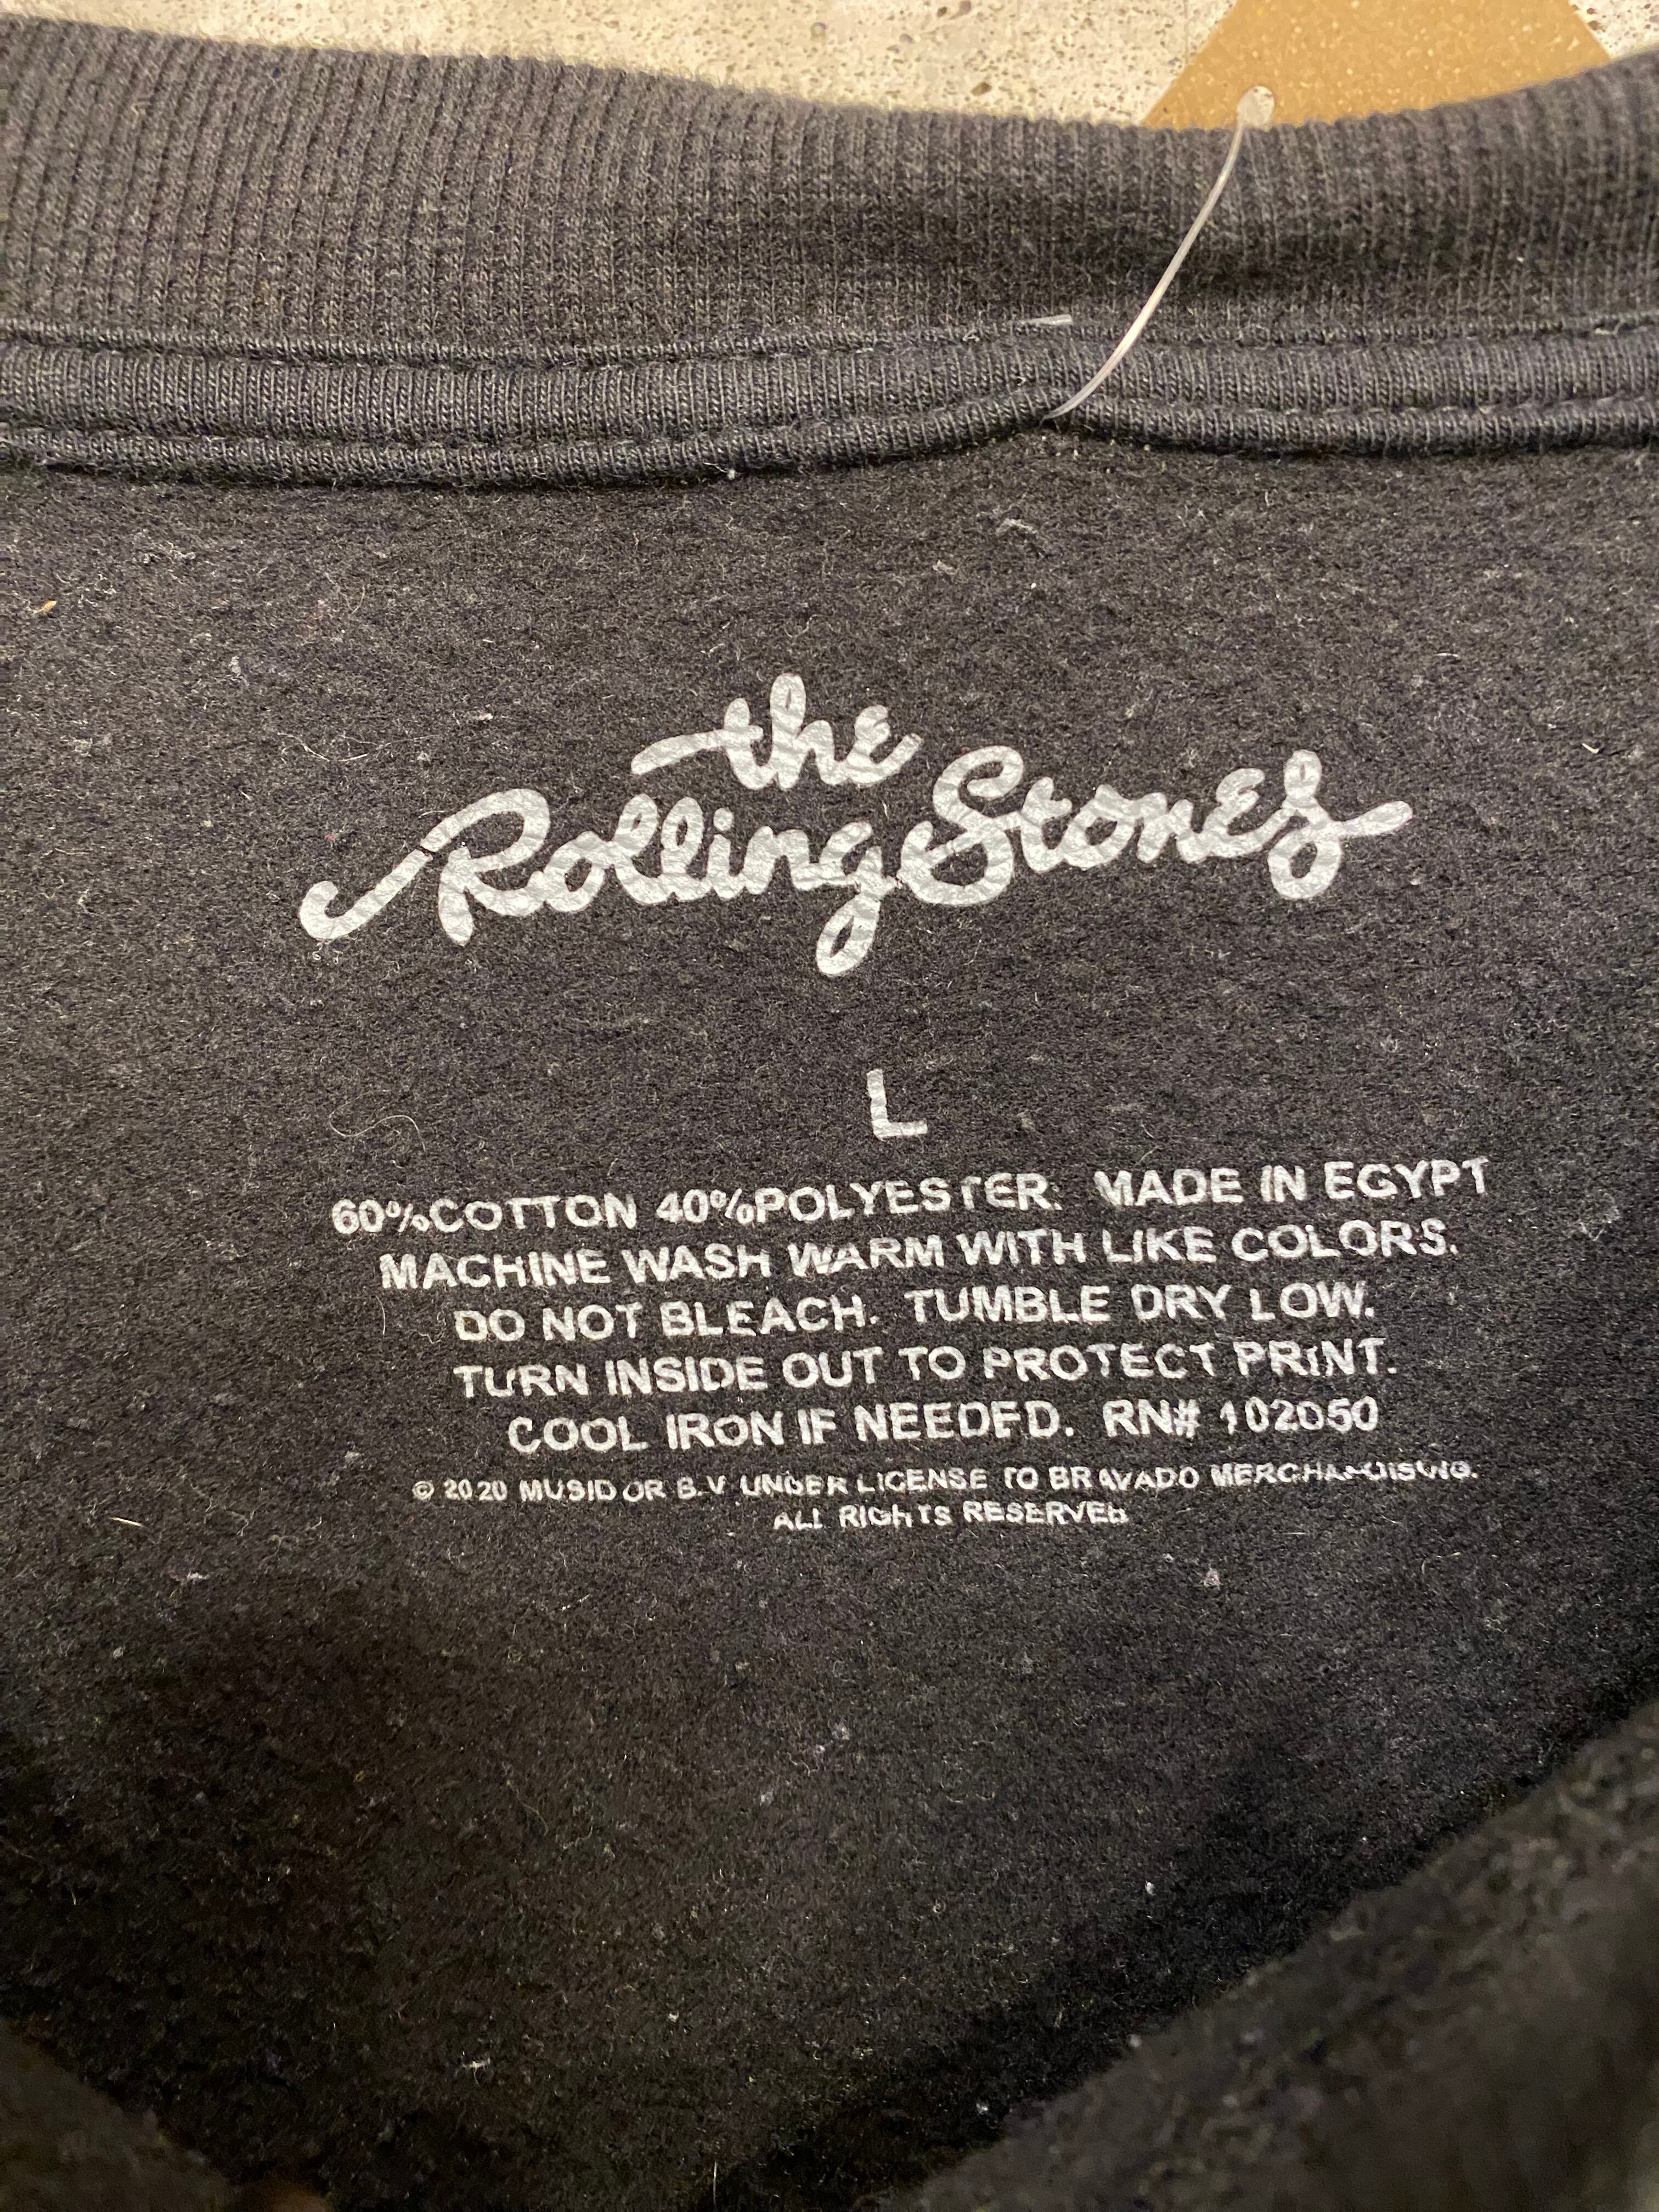 the
Rolling Stones
L
60%COTTON 40%POLYESTER. MADE IN EGYPT
MACHINE WASH WARM WITH LIKE COLORS.
DO NOT BLEACH. TUMBLE DRY LOW.
TURN INSIDE OUT TO PROTECT PRINT.
COOL IRON IF NEEDED. RN# 102050
© 2020 MUSIDOR B.V. UNDER LICENSE TO BRAVADO MERCHANDISING.
ALL RIGHTS RESERVED